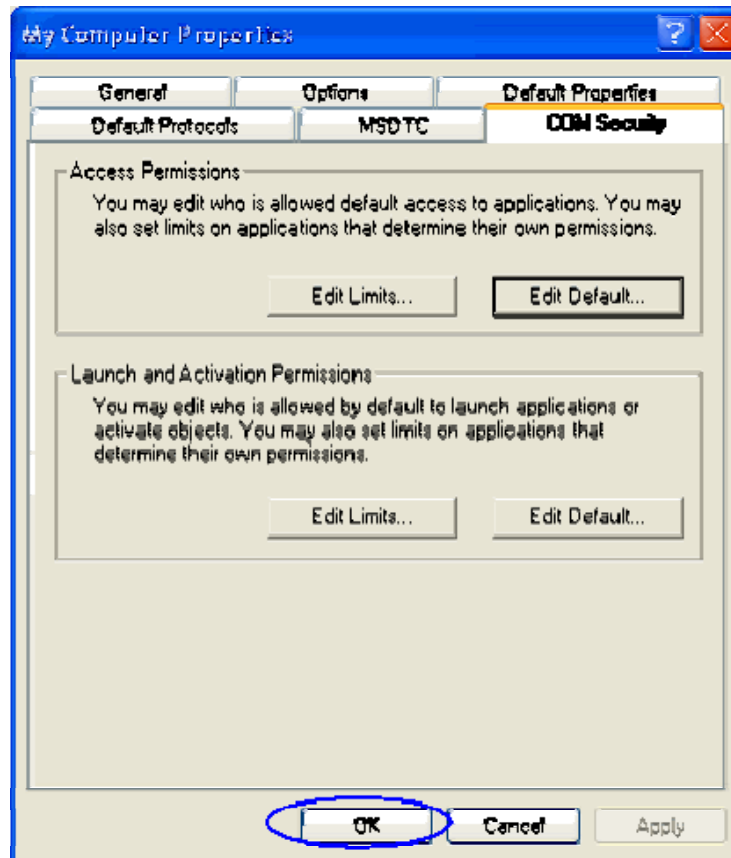 My Computer Properties
General
Options
Default Properties
Default Protocols
MSDTC
COM Security
Access Permissions
You may edit who is allowed default access to applications. You may
also set limits on applications that determine their own permissions.
Edit Limits...
Edit Default...
Launch and Activation Permissions
You may edit who is allowed by default to launch applications or
activate objects. You may also set limits on applications that
determine their own permissions.
Edit Limits...
Edit Default...
OK
Cancel
Apply